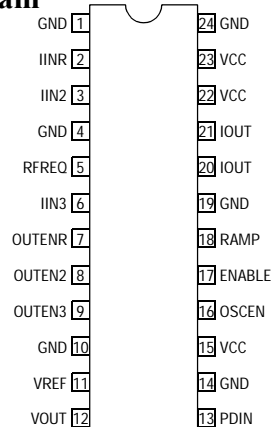 GND 1 24 GND
IINR 2 23 VCC
IIN2 3 22 VCC
GND 4 21 IOUT
RFREQ 5 20 IOUT
IIN3 6 19 GND
OUTENR 7 18 RAMP
OUTEN2 8 17 ENABLE
OUTEN3 9 16 OSCEN
GND 10 15 VCC
VREF 11 14 GND
VOUT 12 13 PDIN